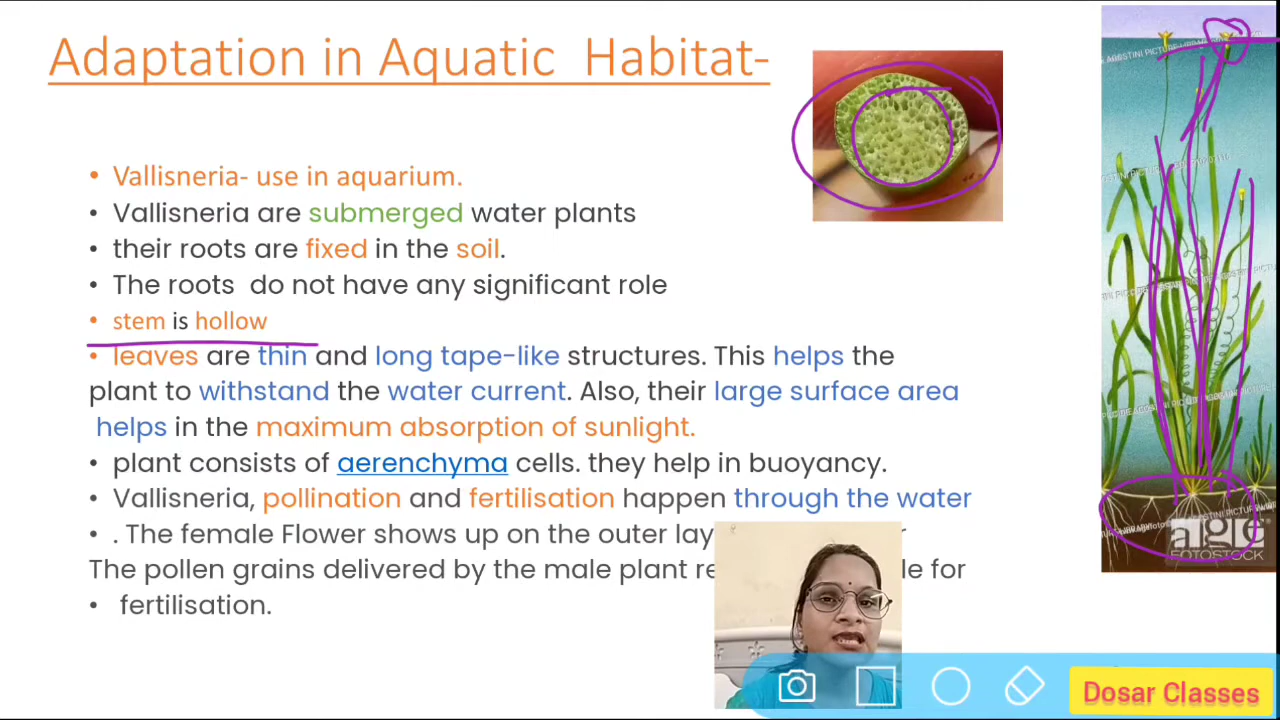 Adaptation in Aquatic Habitat-
• Vallisneria- use in aquarium.
• Vallisneria are submerged water plants
• their roots are fixed in the soil.
• The roots do not have any significant role
• stem is hollow
• leaves are thin and long tape-like structures. This helps the
plant to withstand the water current. Also, their large surface area
helps in the maximum absorption of sunlight.
• plant consists of aerenchyma cells. they help in buoyancy.
• Vallisneria, pollination and fertilisation happen through the water
• . The female Flower shows up on the outer
The pollen grains delivered by the male plant for
• fertilisation.
age
FOTOSTOCK
Dosar Classes